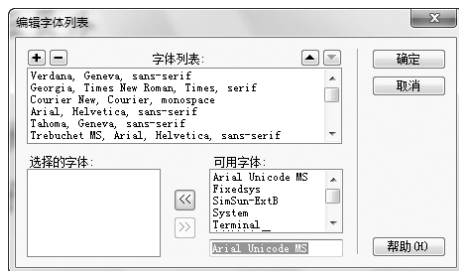 编辑字体列表
字体列表:
确定
取消
Verdana, Geneva, sans-serif
Georgia, Times New Roman, Times, serif
Courier New, Courier, monospace
Arial, Helvetica, sans-serif
Tahoma, Geneva, sans-serif
Trebuchet MS, Arial, Helvetica, sans-serif
选择的字体:
可用字体:
Arial Unicode MS
Fixedsys
SimSun-ExtB
System
Terminal
Arial Unicode MS
帮助(H)